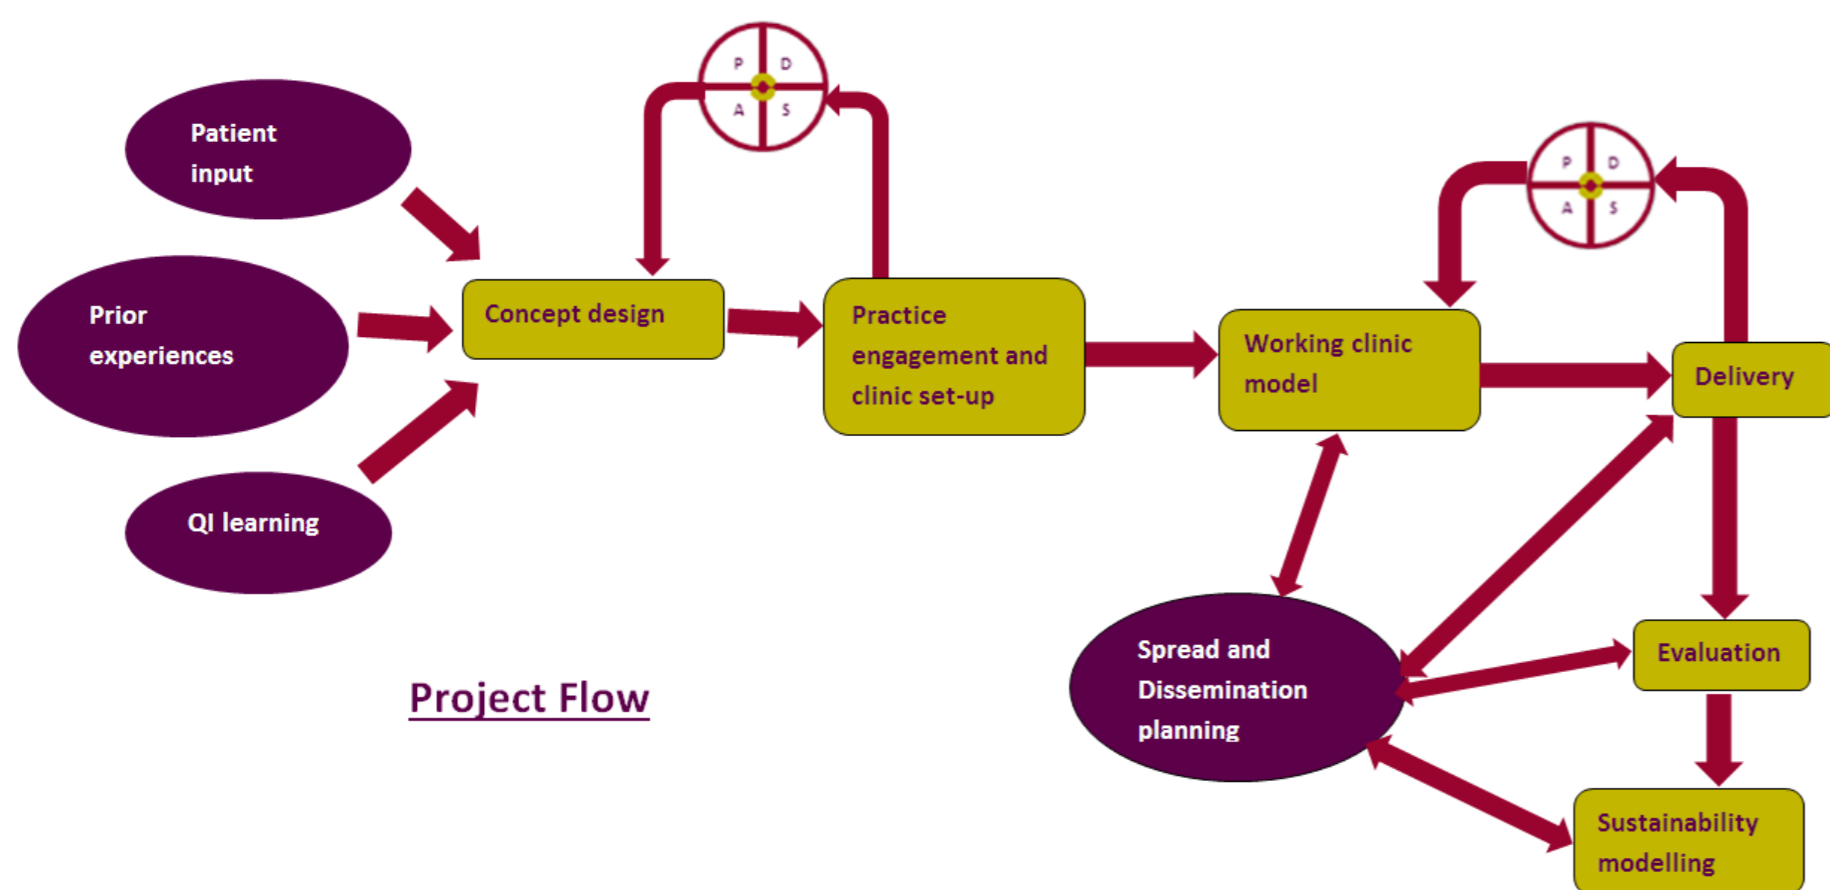 P D
A S
Patient
input
Prior
experiences
QI learning
Concept design
Practice
engagement and
clinic set-up
P D
A S
Working clinic
model
Delivery
Spread and
Dissemination
planning
Evaluation
Sustainability
modelling
Project Flow